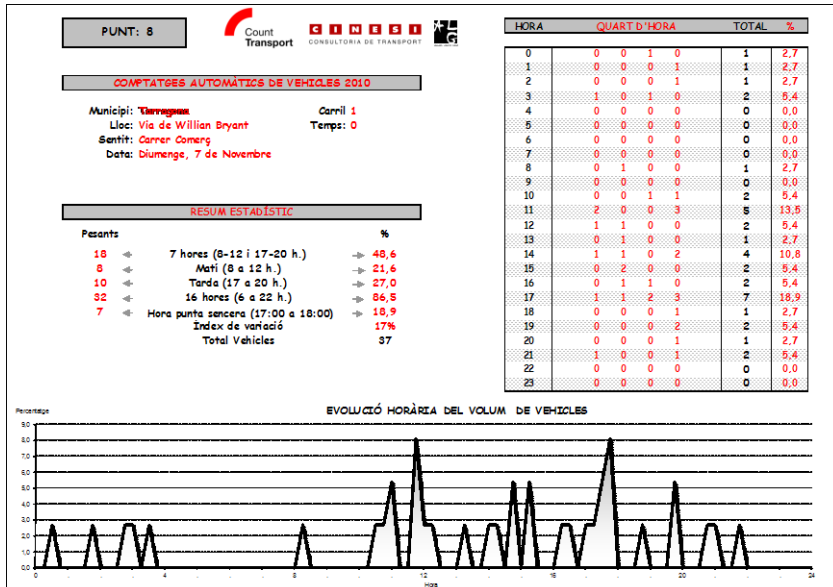 PUNT: 8
Count
Transport
CINESI
CONSULTORIA DE TRANSPORT
COMPTATGES AUTOMÀTICS DE VEHICLES 2010
Municipi:
Carril 1
Lloc: Via de Willian Bryant
Temps: 0
Sentit: Carrer Comerç
Data: Diumenge, 7 de Novembre
RESUM ESTADÍSTIC
Pesants %
18 7 hores (8-12 i 17-20 h.) 48,6
8 Matí (8 a 12 h.) 21,6
10 Tarda (17 a 20 h.) 27,0
32 16 hores (6 a 22 h.) 86,5
7 Hora punta sencera (17:00 a 18:00) 18,9
Índex de variació 17%
Total Vehicles 37
HORA QUART D'HORA TOTAL %
0 0 0 1 0 1 2,7
1 0 0 0 1 1 2,7
2 0 0 0 1 1 2,7
3 1 0 1 0 2 5,4
4 0 0 0 0 0 0,0
5 0 0 0 0 0 0,0
6 0 0 0 0 0 0,0
7 0 0 0 0 0 0,0
8 0 1 0 0 1 2,7
9 0 0 0 0 0 0,0
10 0 0 1 1 2 5,4
11 2 0 0 3 5 13,5
12 1 1 0 0 2 5,4
13 0 1 0 0 1 2,7
14 1 1 0 2 4 10,8
15 0 2 0 0 2 5,4
16 0 1 1 0 2 5,4
17 1 1 2 3 7 18,9
18 0 0 0 1 1 2,7
19 0 0 0 2 2 5,4
20 0 0 0 1 1 2,7
21 1 0 0 1 2 5,4
22 0 0 0 0 0 0,0
23 0 0 0 0 0 0,0
Percentatge
EVOLUCIÓ HORÀRIA DEL VOLUM DE VEHICLES
9,0
8,0
7,0
6,0
5,0
4,0
3,0
2,0
1,0
0,0
0 4 8 12 16 20 24
Hora